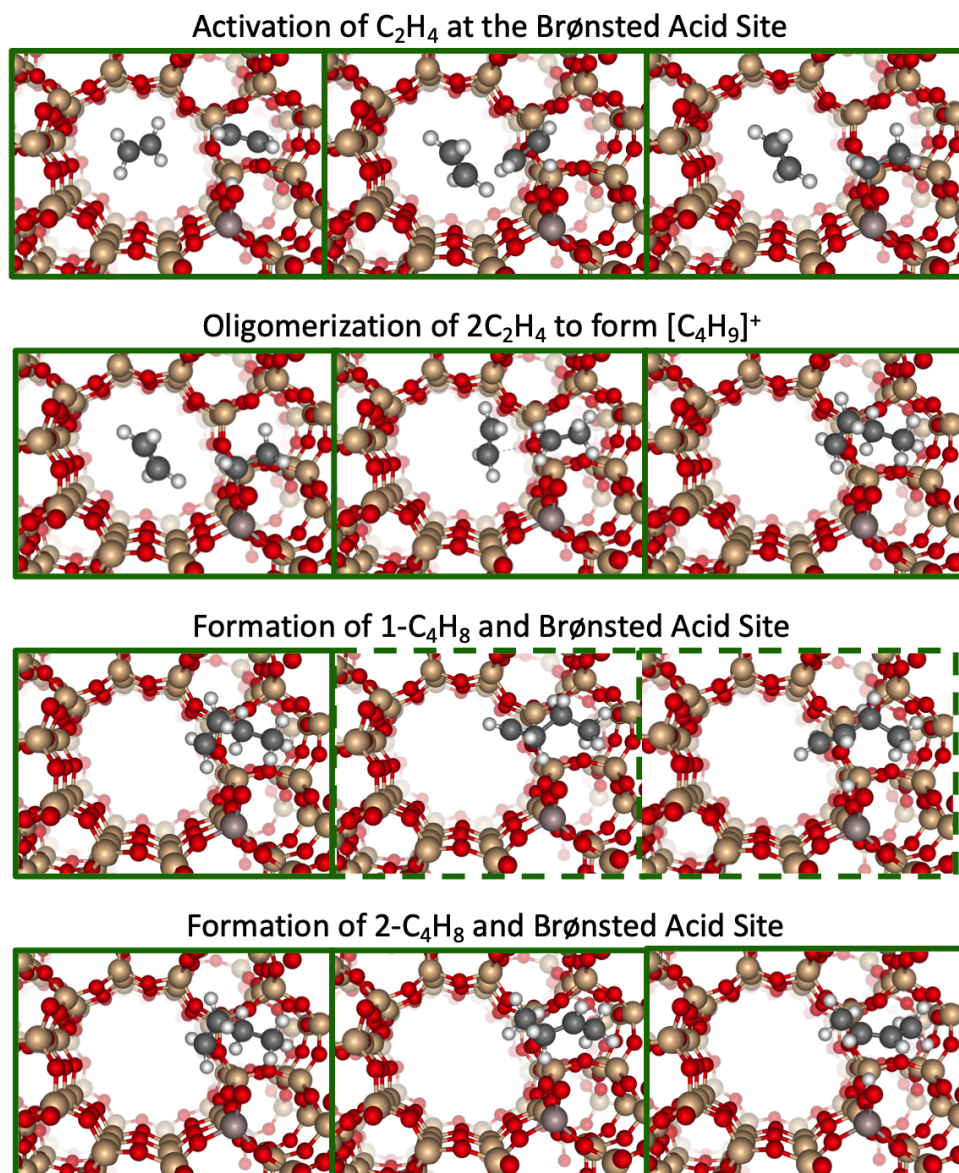 Activation of C₂H₄ at the Brønsted Acid Site
Oligomerization of 2C₂H₄ to form [C₄H₉]⁺
Formation of 1-C₄H₈ and Brønsted Acid Site
Formation of 2-C₄H₈ and Brønsted Acid Site